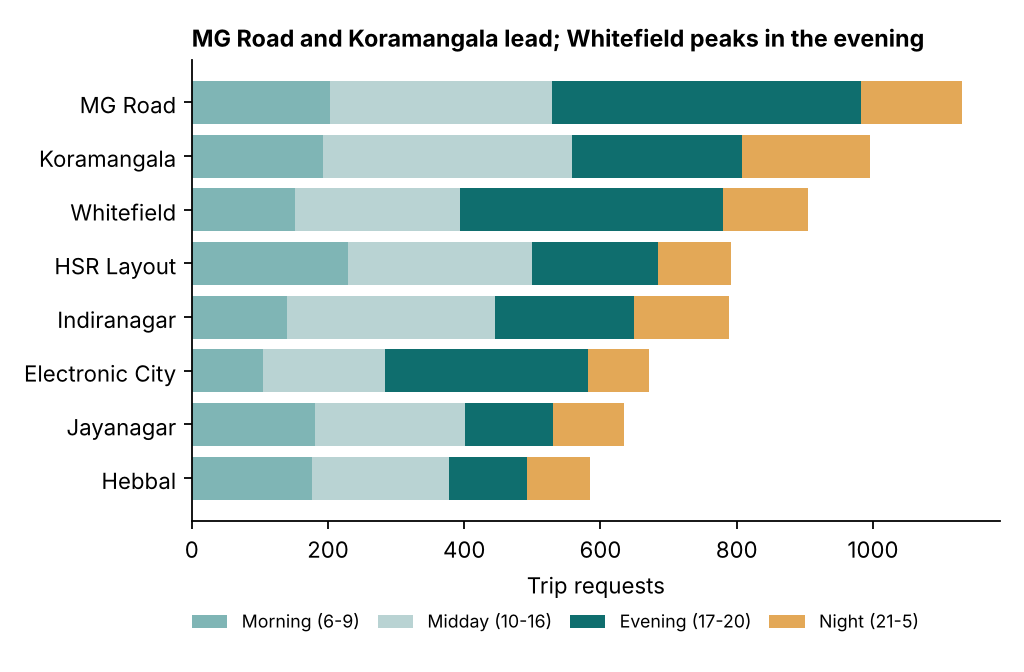 MG Road and Koramangala lead; Whitefield peaks in the evening
MG Road
Koramangala
Whitefield
HSR Layout
Indiranagar
Electronic City
Jayanagar
Hebbal
0 200 400 600 800 1000
Trip requests
Morning (6-9) Midday (10-16) Evening (17-20) Night (21-5)